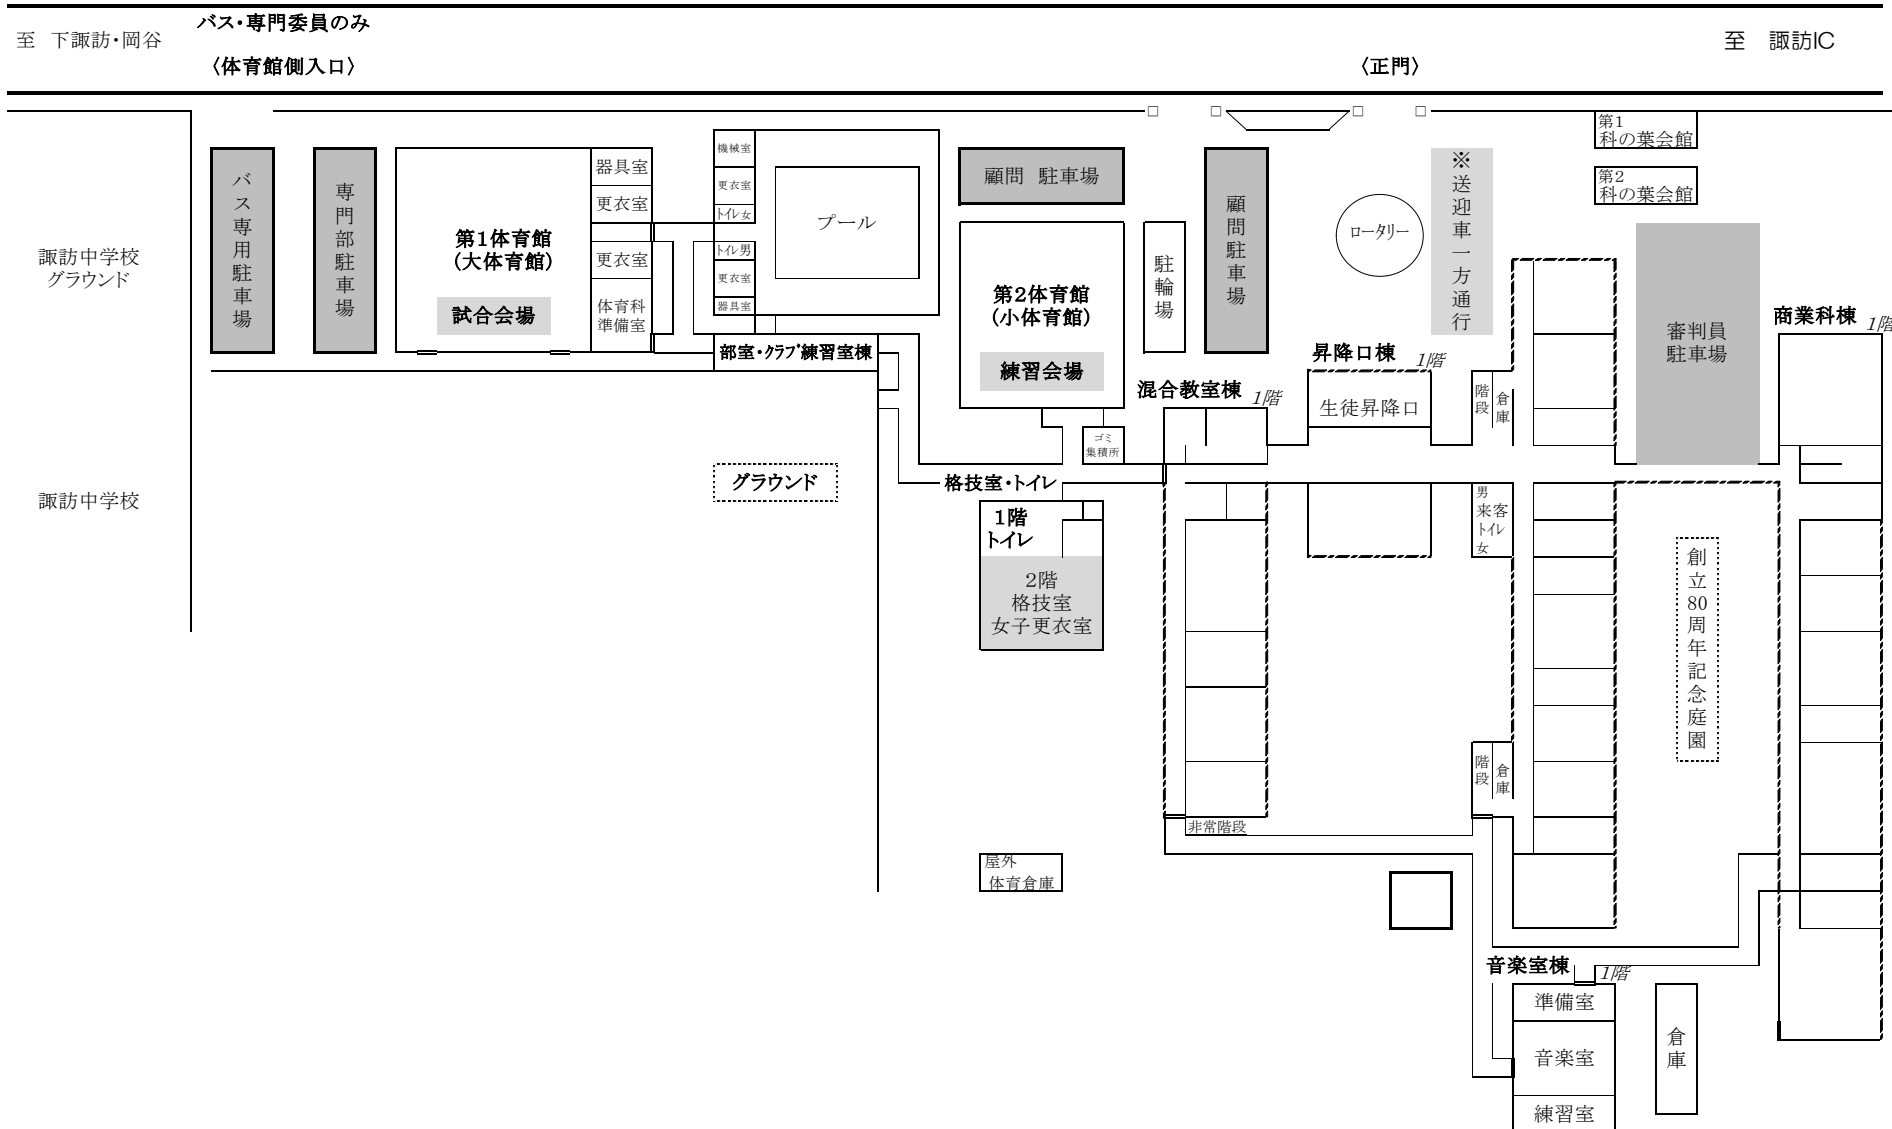 バス・専門委員のみ
至 下諏訪・岡谷
至 諏訪IC
〈体育館側入口〉
〈正門〉
第1
科の葉会館
第2
科の葉会館
バス専用駐車場
専門部駐車場
第1体育館
(大体育館)
試合会場
器具室
更衣室
更衣室
体育科
準備室
機械室
更衣室
トイレ女
トイレ男
更衣室
器具室
プール
顧問 駐車場
第2体育館
(小体育館)
練習会場
駐輪場
顧問駐車場
ロータリー
※送迎車一方通行
審判員
駐車場
商業科棟 1階
諏訪中学校
グラウンド
部室・クラブ練習室棟
昇降口棟 1階
生徒昇降口
混合教室棟 1階
階段
倉庫
ゴミ
集積所
グラウンド
諏訪中学校
格技室・トイレ
1階
トイレ
2階
格技室
女子更衣室
男
来客
トイレ
女
創立80周年記念庭園
階段
倉庫
非常階段
屋外
体育倉庫
音楽室棟 1階
準備室
音楽室
練習室
倉庫